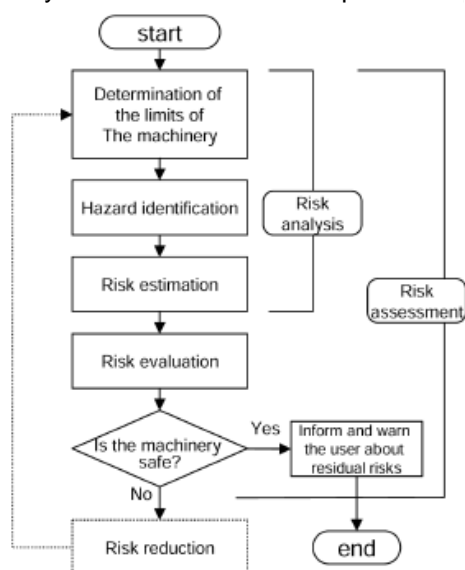 start
Determination of
the limits of
The machinery
Hazard identification
Risk
analysis
Risk estimation
Risk
assessment
Risk evaluation
Is the machinery
safe?
Yes
Inform and warn
the user about
residual risks
No
Risk reduction
end